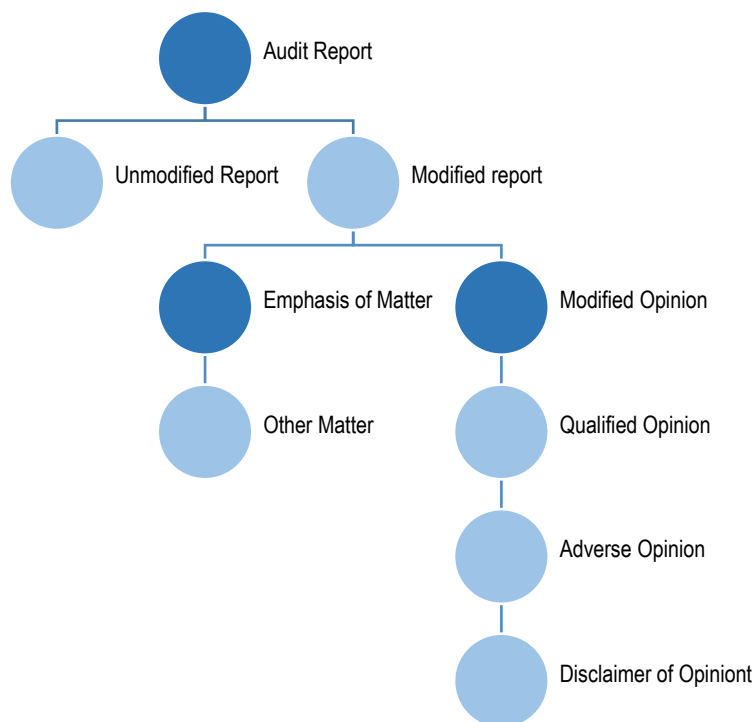 Audit Report
Unmodified Report
Modified report
Emphasis of Matter
Modified Opinion
Other Matter
Qualified Opinion
Adverse Opinion
Disclaimer of Opiniont